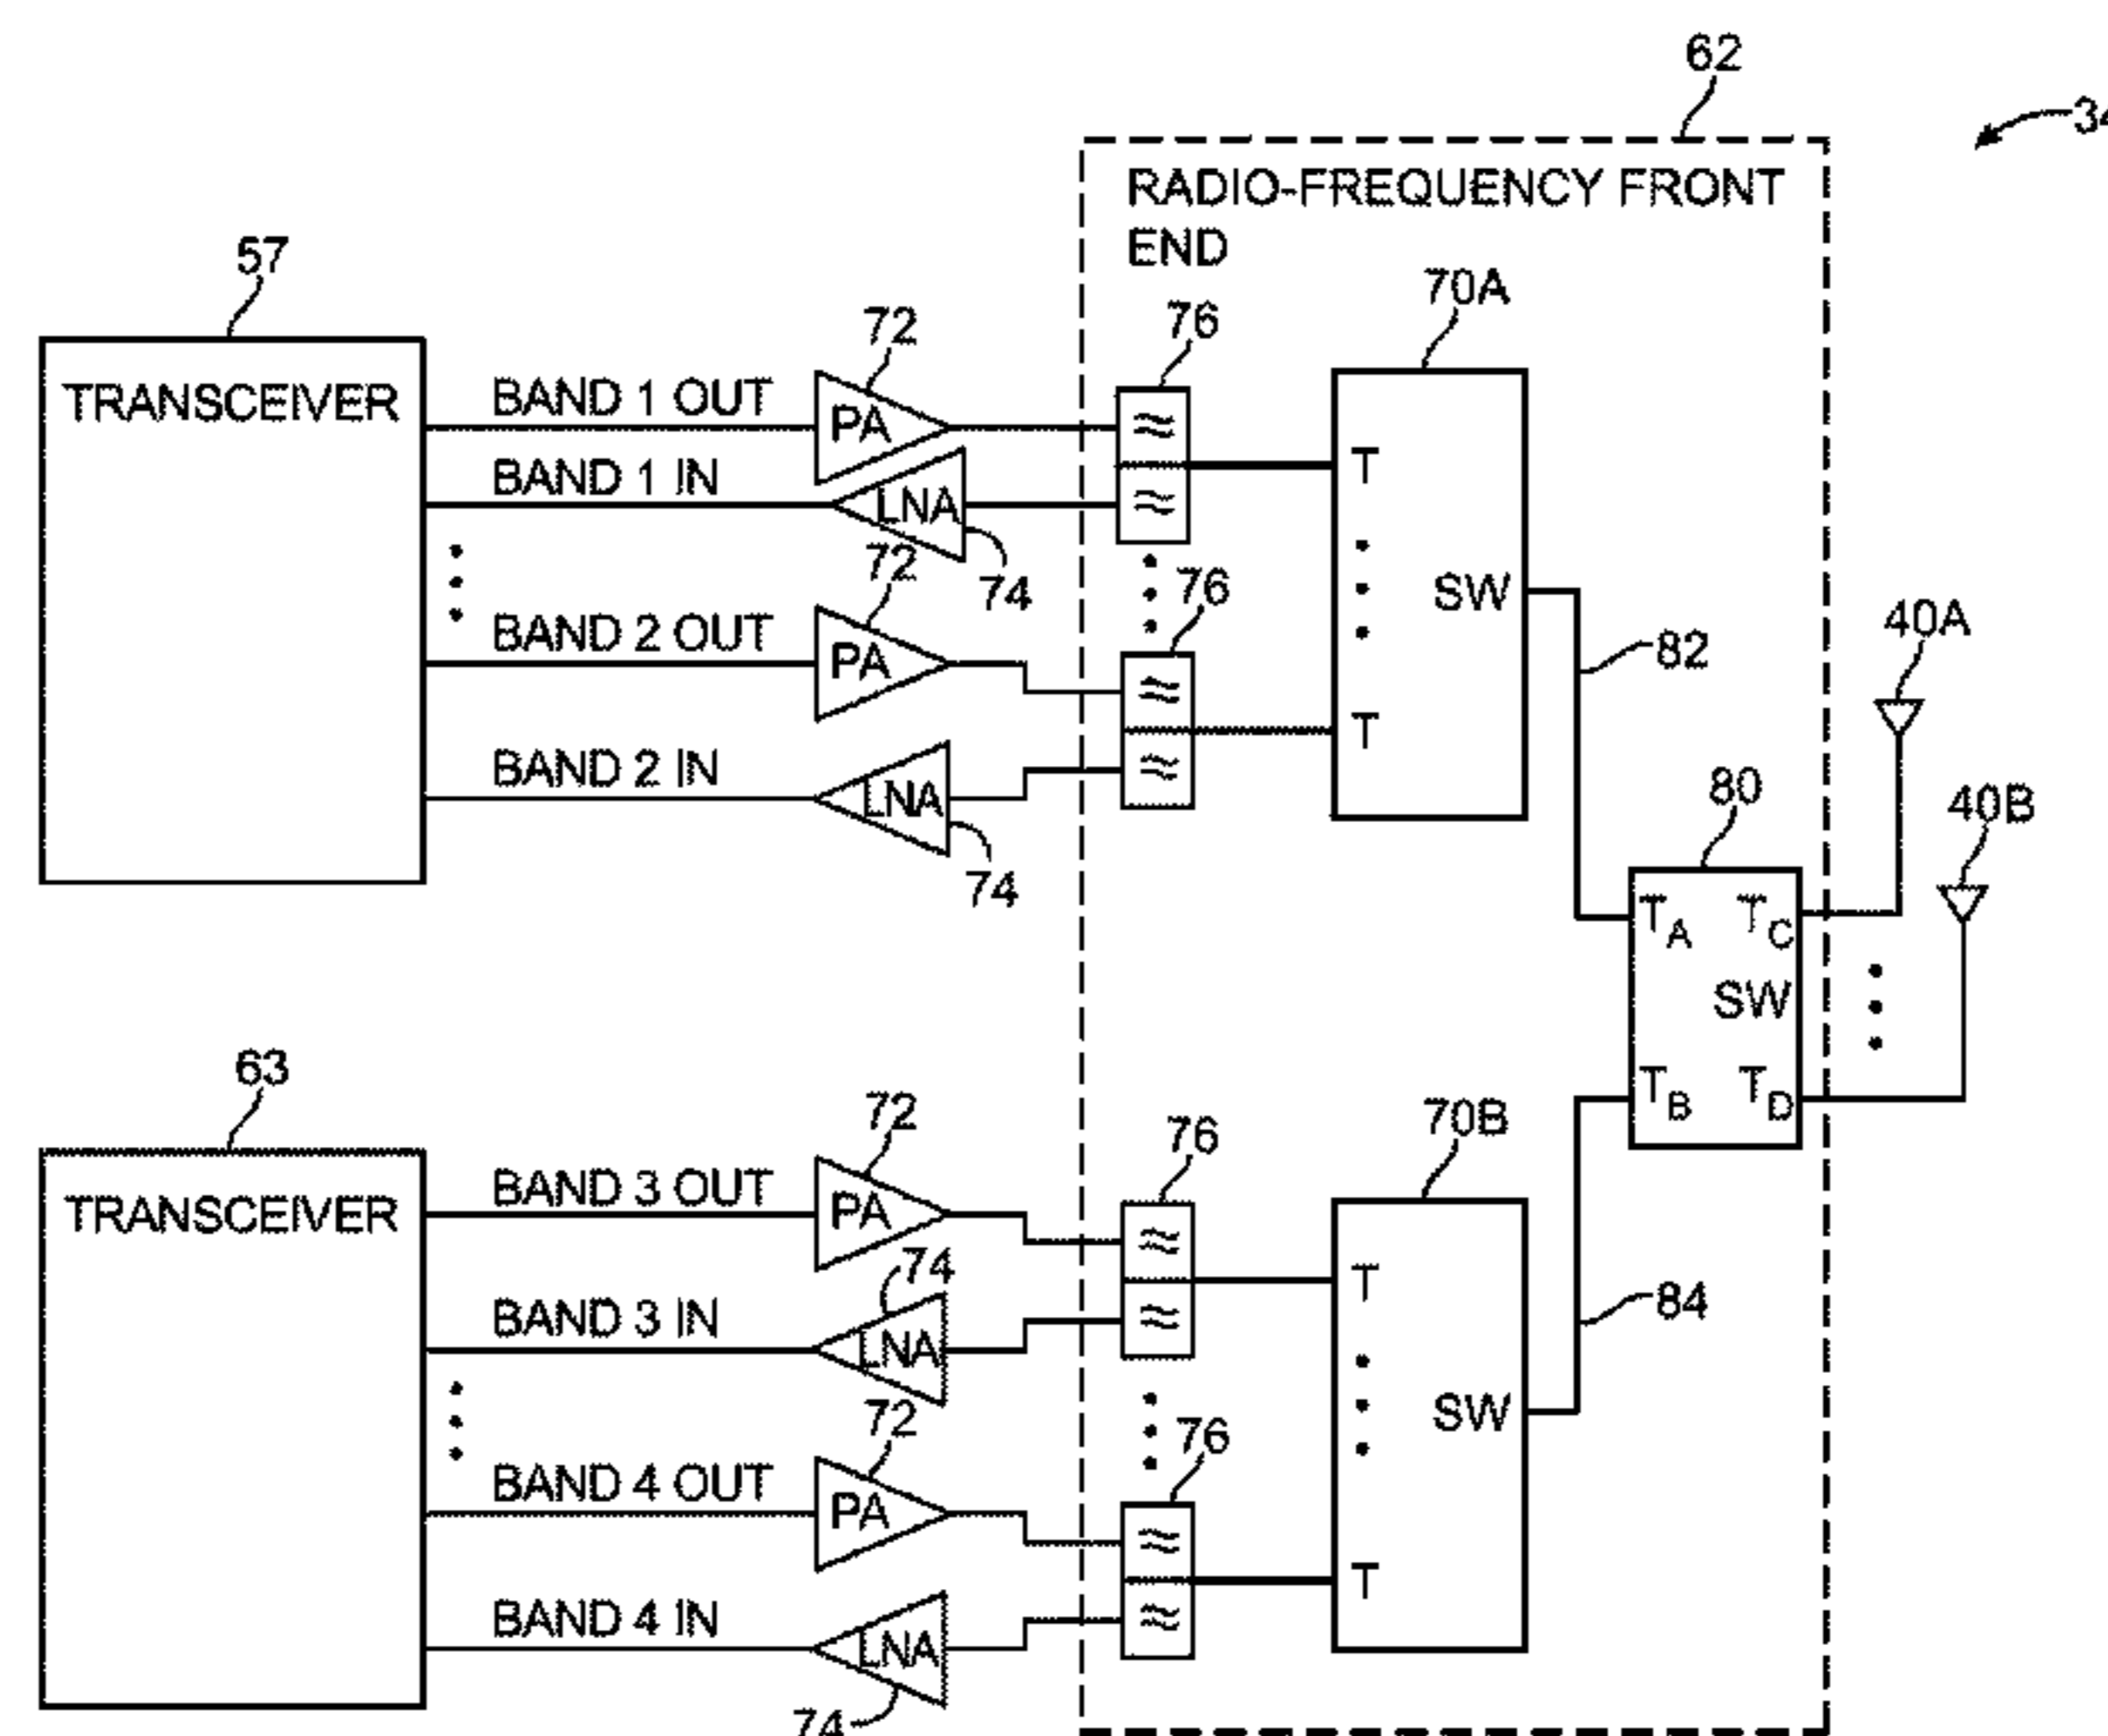 62
34
RADIO-FREQUENCY FRONT
END
57
70A
72
76
TRANSCEIVER
BAND 1 OUT
PA
T
BAND 1 IN
LNA
72
74
76
SW
40A
BAND 2 OUT
PA
82
T
BAND 2 IN
LNA
80
40B
74
TA
TC
SW
63
TB
TD
72
76
70B
TRANSCEIVER
BAND 3 OUT
PA
74
T
84
BAND 3 IN
LNA
72
76
SW
BAND 4 OUT
PA
T
BAND 4 IN
LNA
74